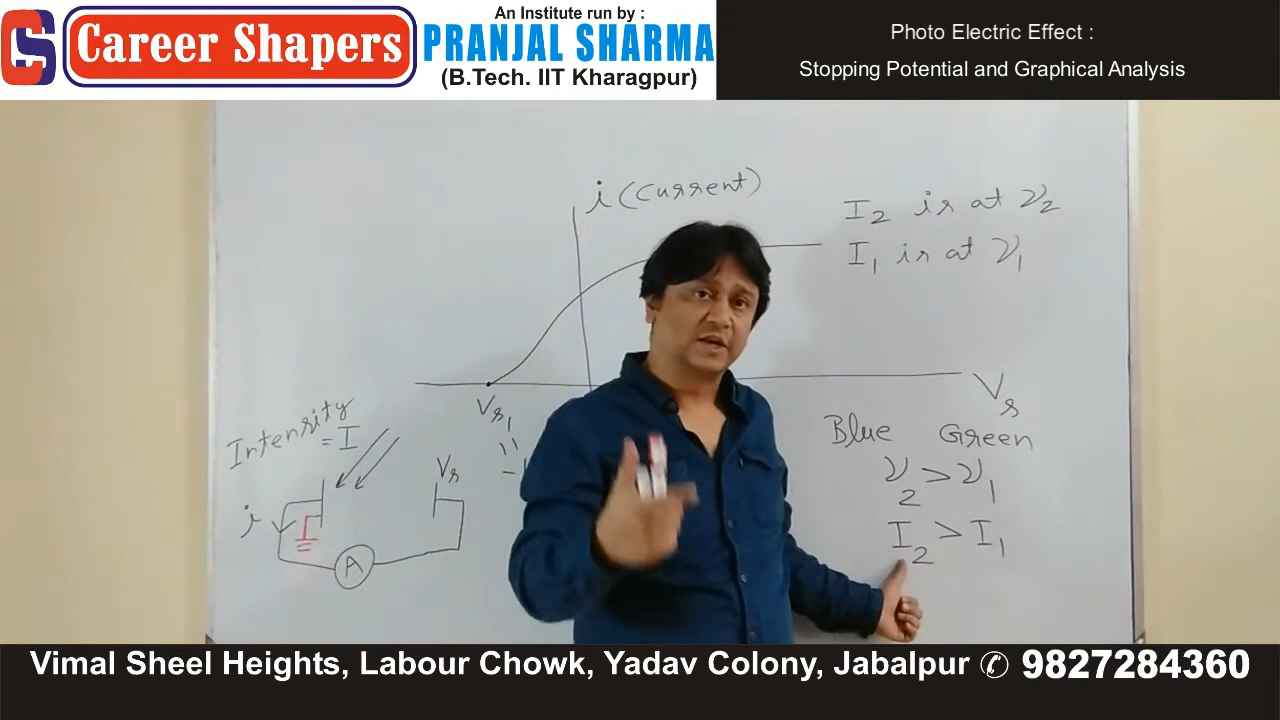 CS Career Shapers
An Institute run by :
PRANJAL SHARMA
(B.Tech. IIT Kharagpur)
Photo Electric Effect :
Stopping Potential and Graphical Analysis
i (Current)
I₂ is at ν₂
I₁ is at ν₁
Vs₁
Vs
Intensity
= I
Vs
i
A
Blue Green
ν₂ > ν₁
I₂ > I₁
Vimal Sheel Heights, Labour Chowk, Yadav Colony, Jabalpur ✆ 9827284360